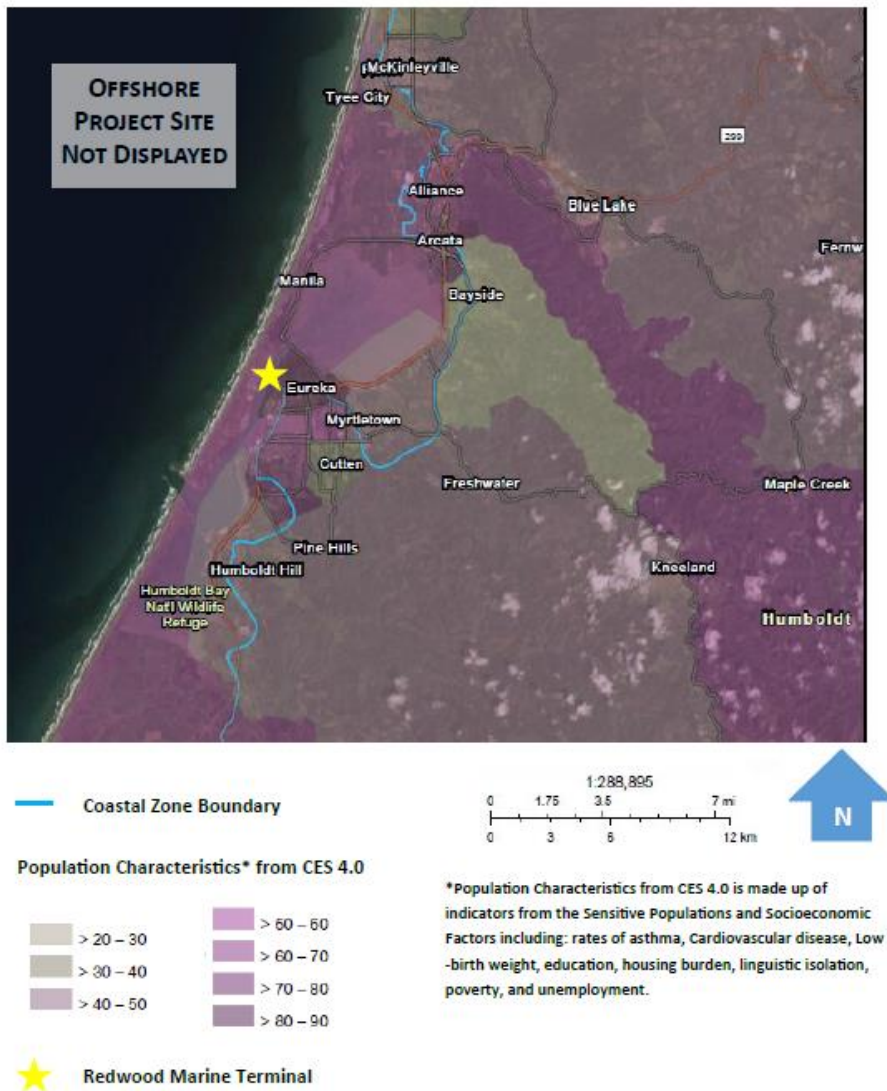 OFFSHORE
PROJECT SITE
NOT DISPLAYED
McKinleyville
Tyee City
299
Alliance
Blue Lake
Arcata
Fernw
Manila
Bayside
Eureka
Myrtletown
Cutten
Freshwater
Maple Creek
Pine Hills
Humboldt Hill
Kneeland
Humboldt Bay
Nat'l Wildlife
Refuge
Humboldt
Coastal Zone Boundary
1:288,895
0 1.75 3.5 7 mi
0 3 6 12 km
N
Population Characteristics* from CES 4.0
> 20 – 30
> 30 – 40
> 40 – 50
> 60 – 60
> 60 – 70
> 70 – 80
> 80 – 90
*Population Characteristics from CES 4.0 is made up of
indicators from the Sensitive Populations and Socioeconomic
Factors including: rates of asthma, Cardiovascular disease, Low
-birth weight, education, housing burden, linguistic isolation,
poverty, and unemployment.
Redwood Marine Terminal